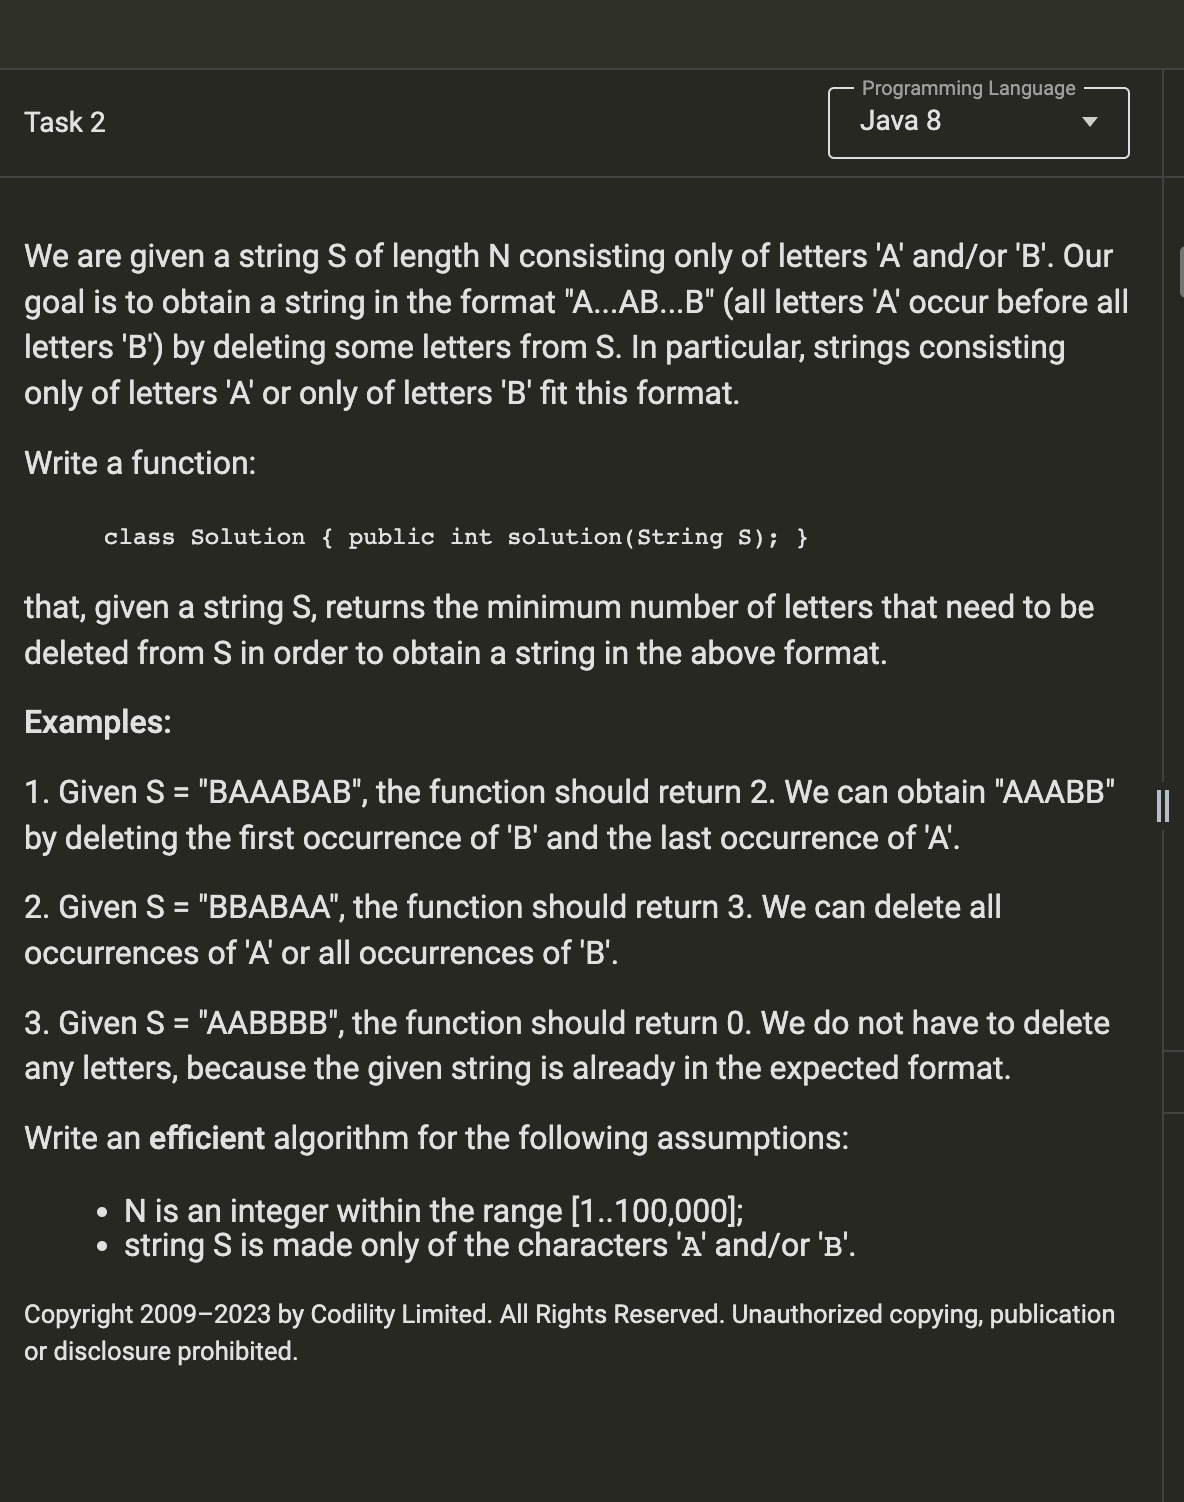 Programming Language
Task 2
Java 8
We are given a string S of length N consisting only of letters 'A' and/or 'B'. Our
goal is to obtain a string in the format "A...AB...B" (all letters 'A' occur before all
letters 'B') by deleting some letters from S. In particular, strings consisting
only of letters 'A' or only of letters 'B' fit this format.
Write a function:
class Solution { public int solution(String S); }
that, given a string S, returns the minimum number of letters that need to be
deleted from S in order to obtain a string in the above format.
Examples:
1. Given S = "BAAABAB", the function should return 2. We can obtain "AAABB"
by deleting the first occurrence of 'B' and the last occurrence of 'A'.
2. Given S = "BBABAA", the function should return 3. We can delete all
occurrences of 'A' or all occurrences of 'B'.
3. Given S = "AABBBB", the function should return 0. We do not have to delete
any letters, because the given string is already in the expected format.
Write an efficient algorithm for the following assumptions:
• N is an integer within the range [1..100,000];
• string S is made only of the characters 'A' and/or 'B'.
Copyright 2009–2023 by Codility Limited. All Rights Reserved. Unauthorized copying, publication
or disclosure prohibited.